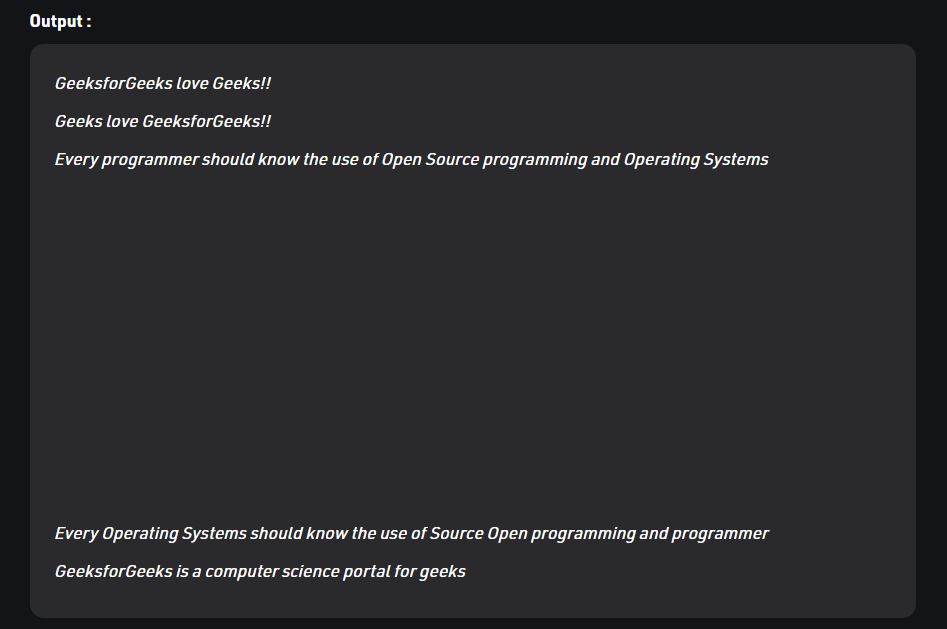 Output :
GeeksforGeeks love Geeks!!
Geeks love GeeksforGeeks!!
Every programmer should know the use of Open Source programming and Operating Systems
Every Operating Systems should know the use of Source Open programming and programmer
GeeksforGeeks is a computer science portal for geeks